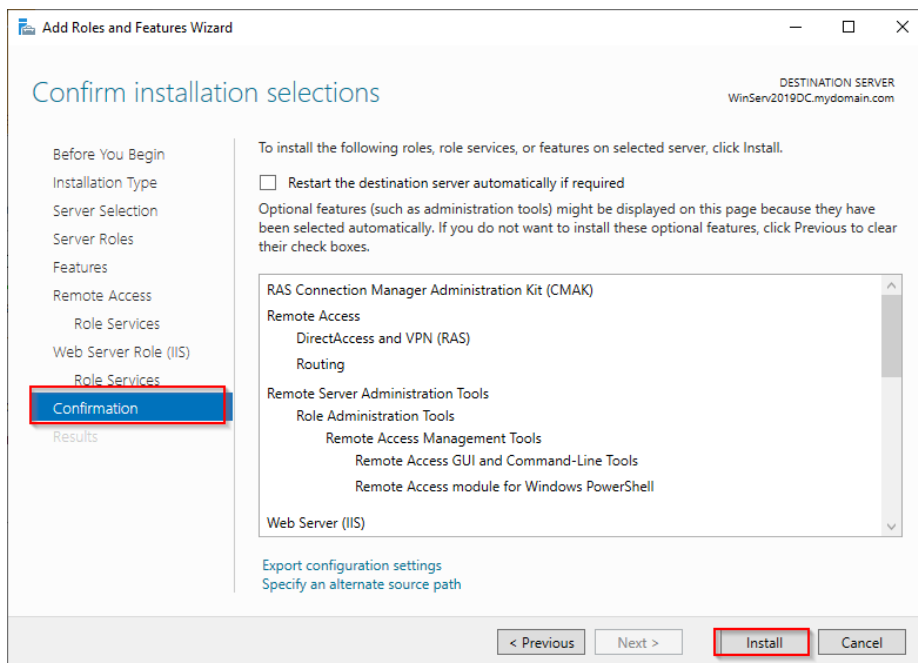 Add Roles and Features Wizard
Confirm installation selections
DESTINATION SERVER
WinServ2019DC.mydomain.com
Before You Begin
Installation Type
Server Selection
Server Roles
Features
Remote Access
Role Services
Web Server Role (IIS)
Role Services
Confirmation
Results
To install the following roles, role services, or features on selected server, click Install.
Restart the destination server automatically if required
Optional features (such as administration tools) might be displayed on this page because they have
been selected automatically. If you do not want to install these optional features, click Previous to clear
their check boxes.
RAS Connection Manager Administration Kit (CMAK)
Remote Access
DirectAccess and VPN (RAS)
Routing
Remote Server Administration Tools
Role Administration Tools
Remote Access Management Tools
Remote Access GUI and Command-Line Tools
Remote Access module for Windows PowerShell
Web Server (IIS)
Export configuration settings
Specify an alternate source path
< Previous
Next >
Install
Cancel